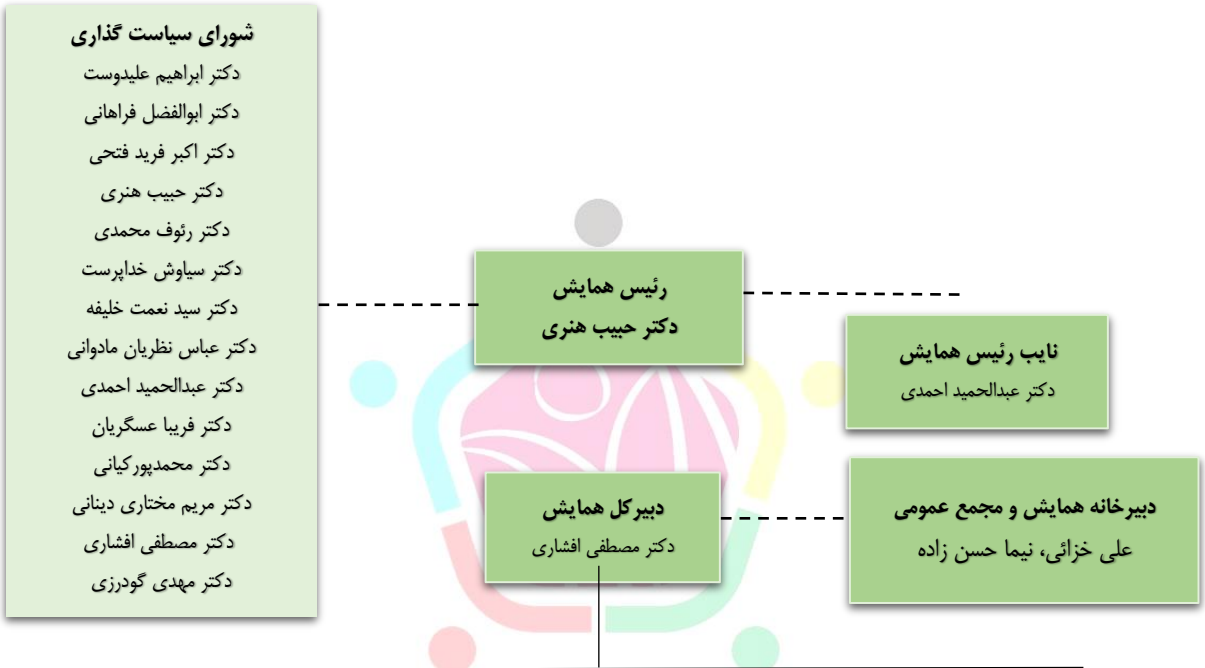 شورای سیاست گذاری
دکتر ابراهیم علیدوست
دکتر ابوالفضل فراهانی
دکتر اکبر فرید فتحی
دکتر حبیب هنری
دکتر رئوف محمدی
دکتر سیاوش خداپرست
دکتر سید نعمت خلیفه
دکتر عباس نظریان مادوانی
دکتر عبدالحمید احمدی
دکتر فریبا عسگریان
دکتر محمدپورکیانی
دکتر مریم مختاری دینانی
دکتر مصطفی افشاری
دکتر مهدی گودرزی
رئیس همایش
دکتر حبیب هنری
نایب رئیس همایش
دکتر عبدالحمید احمدی
دبیرکل همایش
دکتر مصطفی افشاری
دبیرخانه همایش و مجمع عمومی
علی خزائی، نیما حسن زاده